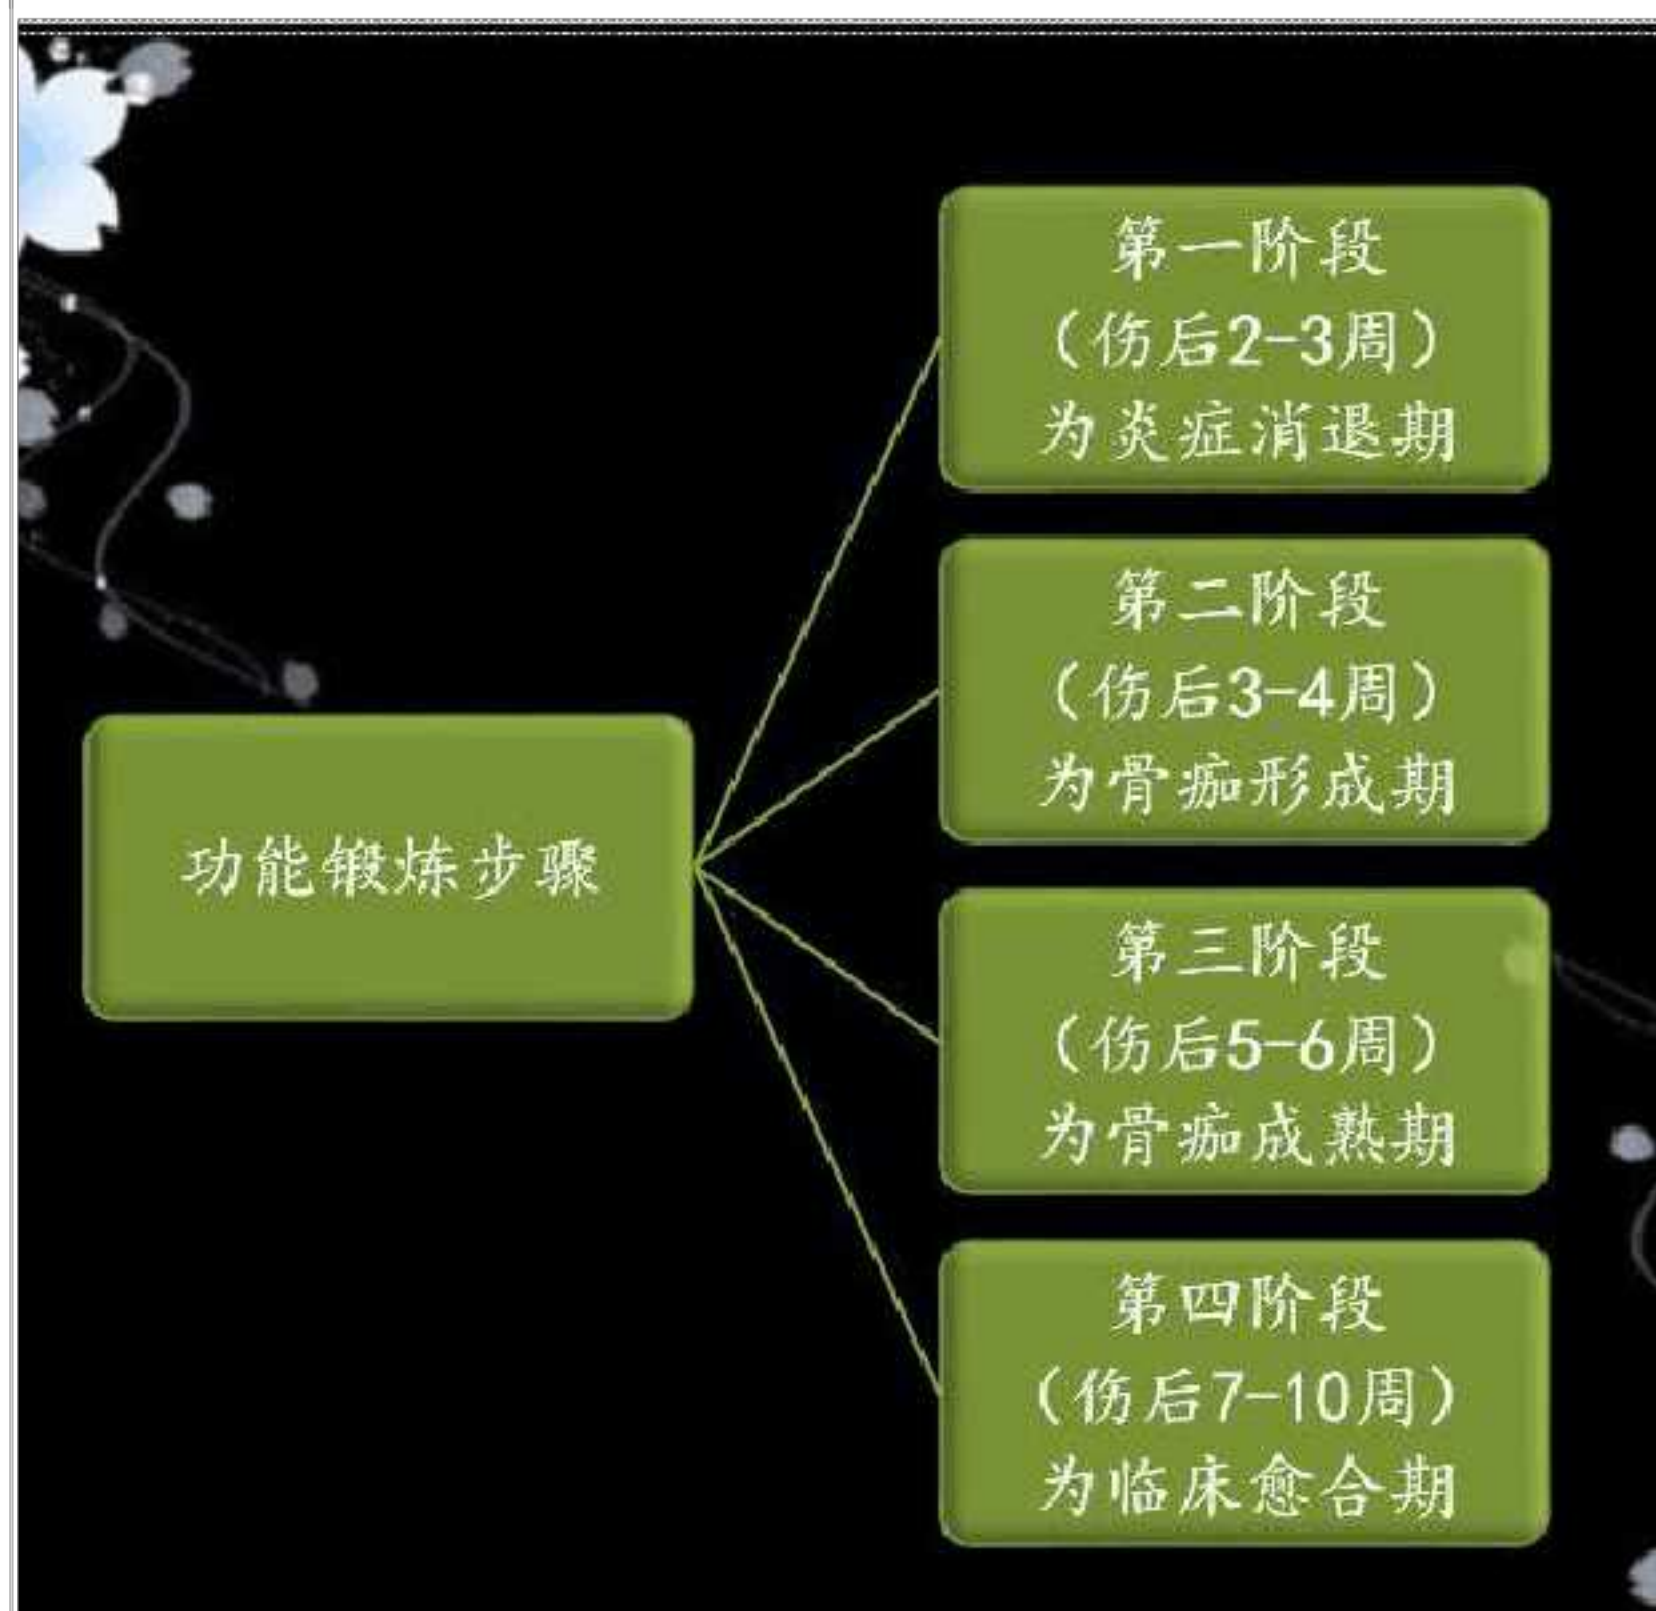 功能锻炼步骤
第一阶段
（伤后2-3周）
为炎症消退期
第二阶段
（伤后3-4周）
为骨痂形成期
第三阶段
（伤后5-6周）
为骨痂成熟期
第四阶段
（伤后7-10周）
为临床愈合期